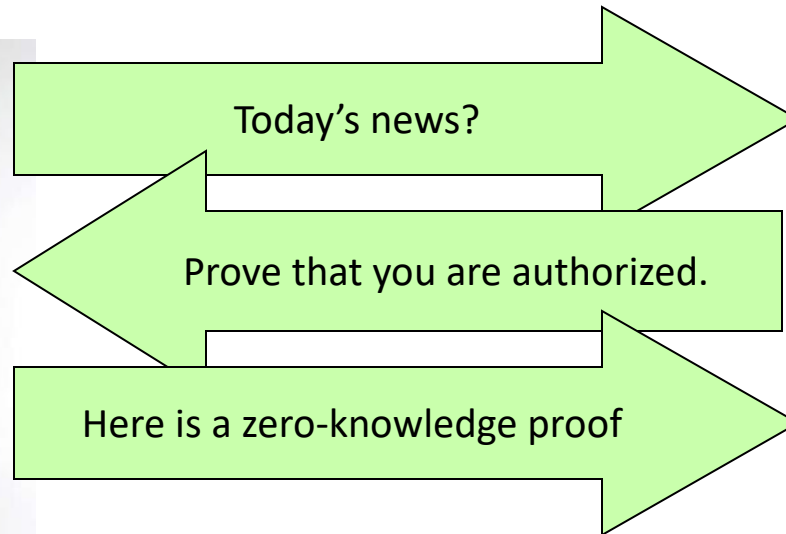 Today’s news?
Prove that you are authorized.
Here is a zero-knowledge proof